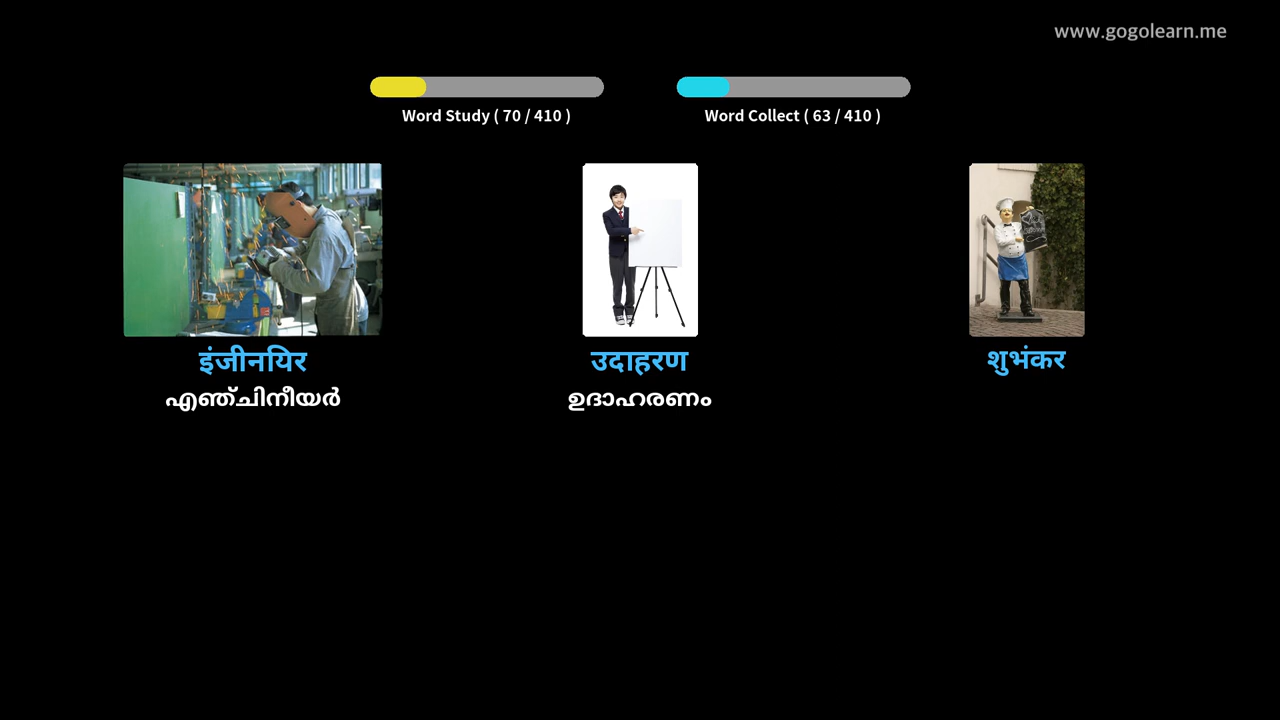 www.gogolearn.me
Word Study ( 70 / 410 )
Word Collect ( 63 / 410 )
इंजीनियर
എഞ്ചിനീയർ
उदाहरण
ഉദാഹരണം
शुभंकर